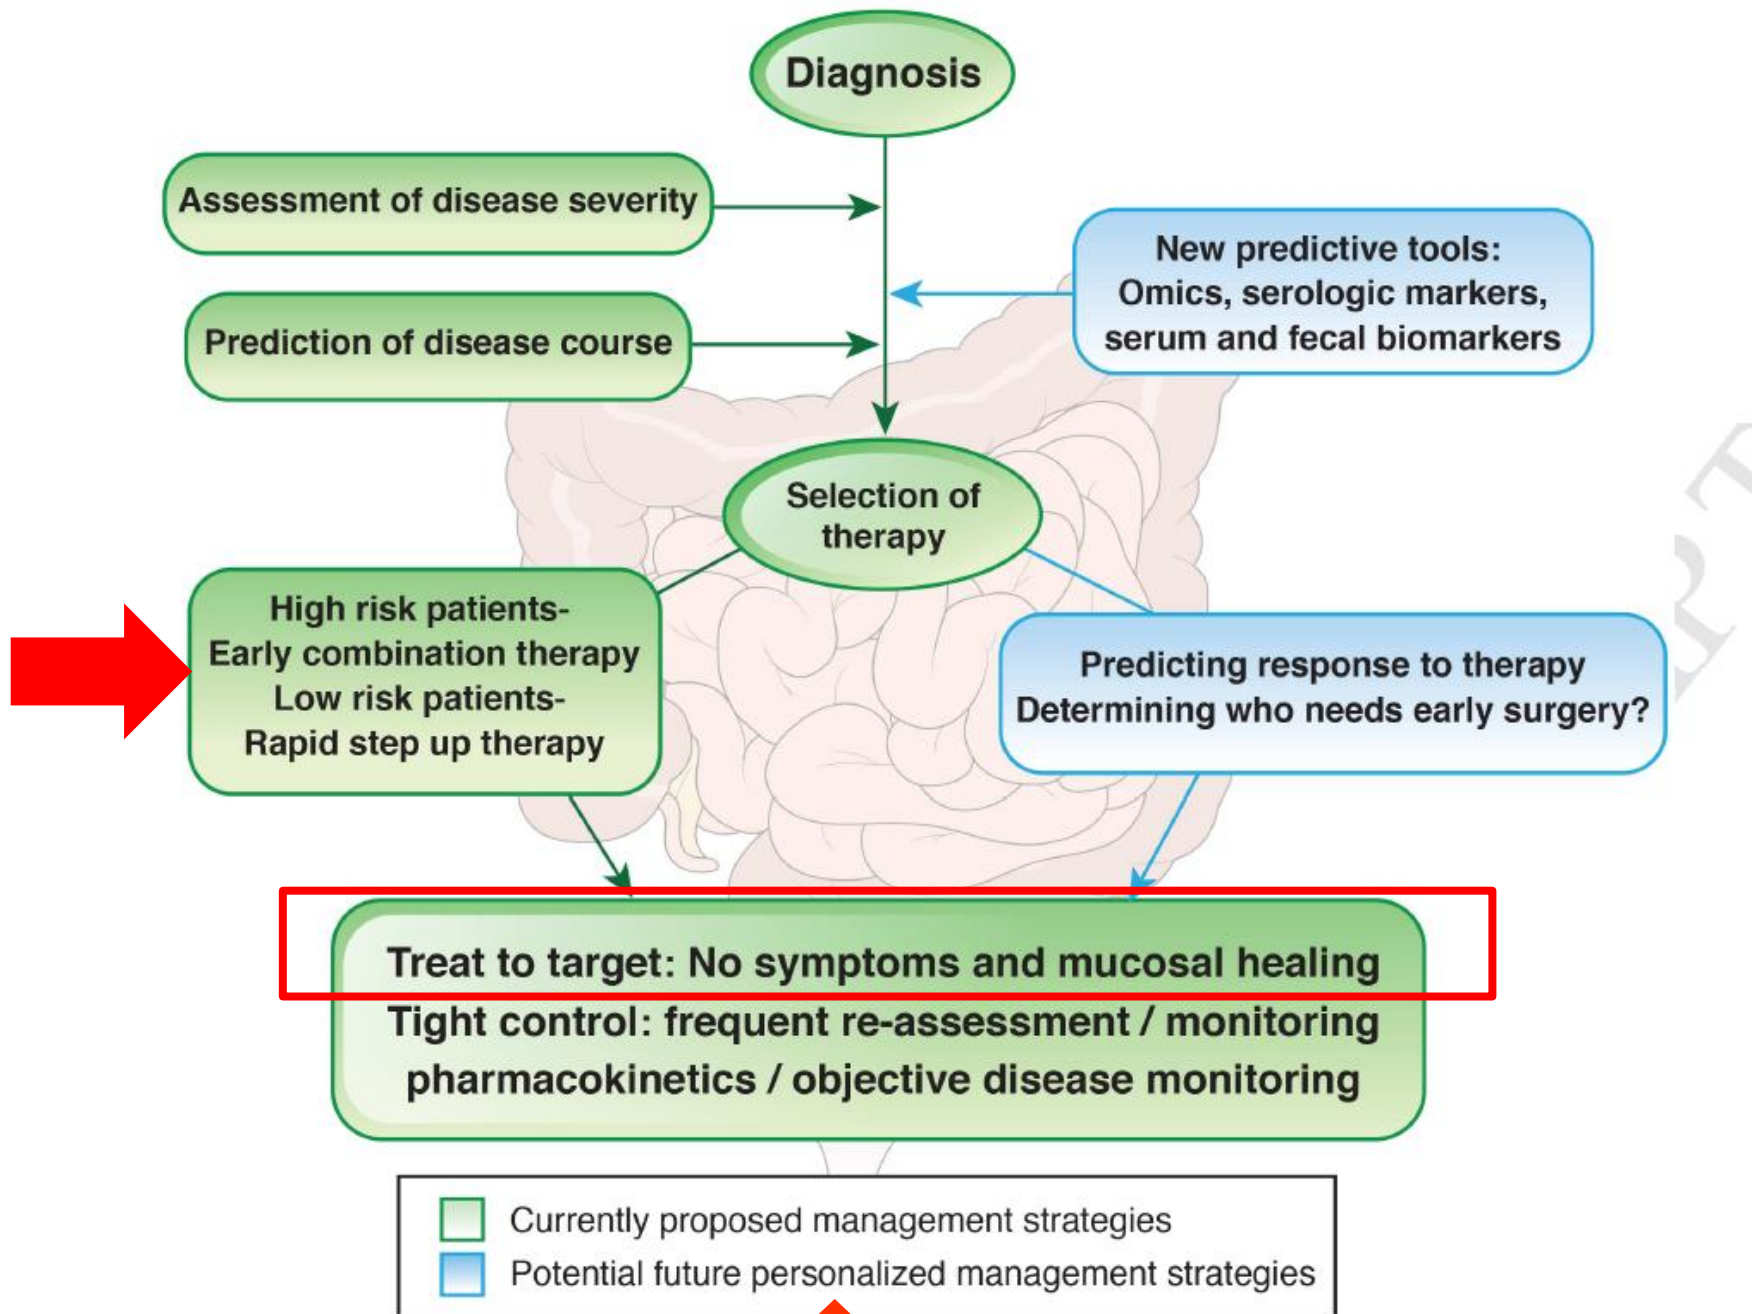 Diagnosis
Assessment of disease severity
New predictive tools:
Omics, serologic markers,
serum and fecal biomarkers
Prediction of disease course
Selection of
therapy
High risk patients-
Early combination therapy
Low risk patients-
Rapid step up therapy
Predicting response to therapy
Determining who needs early surgery?
Treat to target: No symptoms and mucosal healing
Tight control: frequent re-assessment / monitoring
pharmacokinetics / objective disease monitoring
Currently proposed management strategies
Potential future personalized management strategies